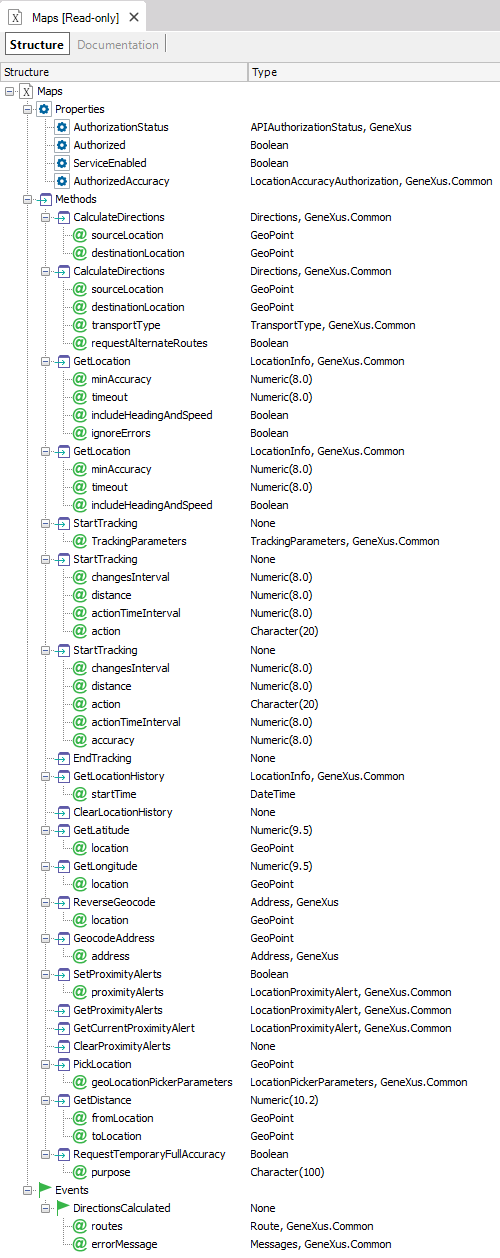 Maps [Read-only]
Structure Documentation
Structure Type
Maps
Properties
AuthorizationStatus APIAuthorizationStatus, GeneXus
Authorized Boolean
ServiceEnabled Boolean
AuthorizedAccuracy LocationAccuracyAuthorization, GeneXus.Common
Methods
CalculateDirections Directions, GeneXus.Common
sourceLocation GeoPoint
destinationLocation GeoPoint
CalculateDirections Directions, GeneXus.Common
sourceLocation GeoPoint
destinationLocation GeoPoint
transportType TransportType, GeneXus.Common
requestAlternateRoutes Boolean
GetLocation LocationInfo, GeneXus.Common
minAccuracy Numeric(8.0)
timeout Numeric(8.0)
includeHeadingAndSpeed Boolean
ignoreErrors Boolean
GetLocation LocationInfo, GeneXus.Common
minAccuracy Numeric(8.0)
timeout Numeric(8.0)
includeHeadingAndSpeed Boolean
StartTracking None
TrackingParameters TrackingParameters, GeneXus.Common
StartTracking None
changesInterval Numeric(8.0)
distance Numeric(8.0)
actionTimeInterval Numeric(8.0)
action Character(20)
StartTracking None
changesInterval Numeric(8.0)
distance Numeric(8.0)
action Character(20)
actionTimeInterval Numeric(8.0)
accuracy Numeric(8.0)
EndTracking None
GetLocationHistory LocationInfo, GeneXus.Common
startTime DateTime
ClearLocationHistory None
GetLatitude Numeric(9.5)
location GeoPoint
GetLongitude Numeric(9.5)
location GeoPoint
ReverseGeocode Address, GeneXus
location GeoPoint
GeocodeAddress GeoPoint
address Address, GeneXus
SetProximityAlerts Boolean
proximityAlerts LocationProximityAlert, GeneXus.Common
GetProximityAlerts LocationProximityAlert, GeneXus.Common
GetCurrentProximityAlert LocationProximityAlert, GeneXus.Common
ClearProximityAlerts None
PickLocation GeoPoint
geoLocationPickerParameters LocationPickerParameters, GeneXus.Common
GetDistance Numeric(10.2)
fromLocation GeoPoint
toLocation GeoPoint
RequestTemporaryFullAccuracy Boolean
purpose Character(100)
Events
DirectionsCalculated None
routes Route, GeneXus.Common
errorMessage Messages, GeneXus.Common